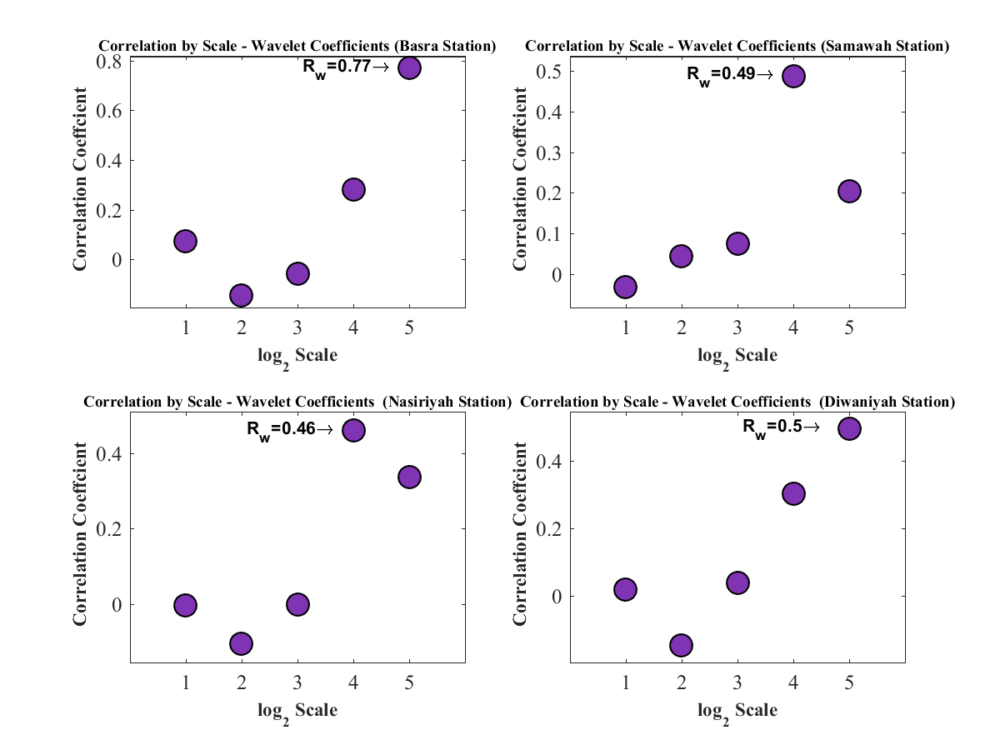 Correlation by Scale - Wavelet Coefficients (Basra Station)
Correlation Coeffcient
0.8
0.6
0.4
0.2
0
R_w=0.77→
1 2 3 4 5
log_2 Scale
Correlation by Scale - Wavelet Coefficients (Samawah Station)
Correlation Coeffcient
0.5
0.4
0.3
0.2
0.1
0
R_w=0.49→
1 2 3 4 5
log_2 Scale
Correlation by Scale - Wavelet Coefficients (Nasiriyah Station)
Correlation Coeffcient
0.4
0.2
0
R_w=0.46→
1 2 3 4 5
log_2 Scale
Correlation by Scale - Wavelet Coefficients (Diwaniyah Station)
Correlation Coeffcient
0.4
0.2
0
R_w=0.5→
1 2 3 4 5
log_2 Scale